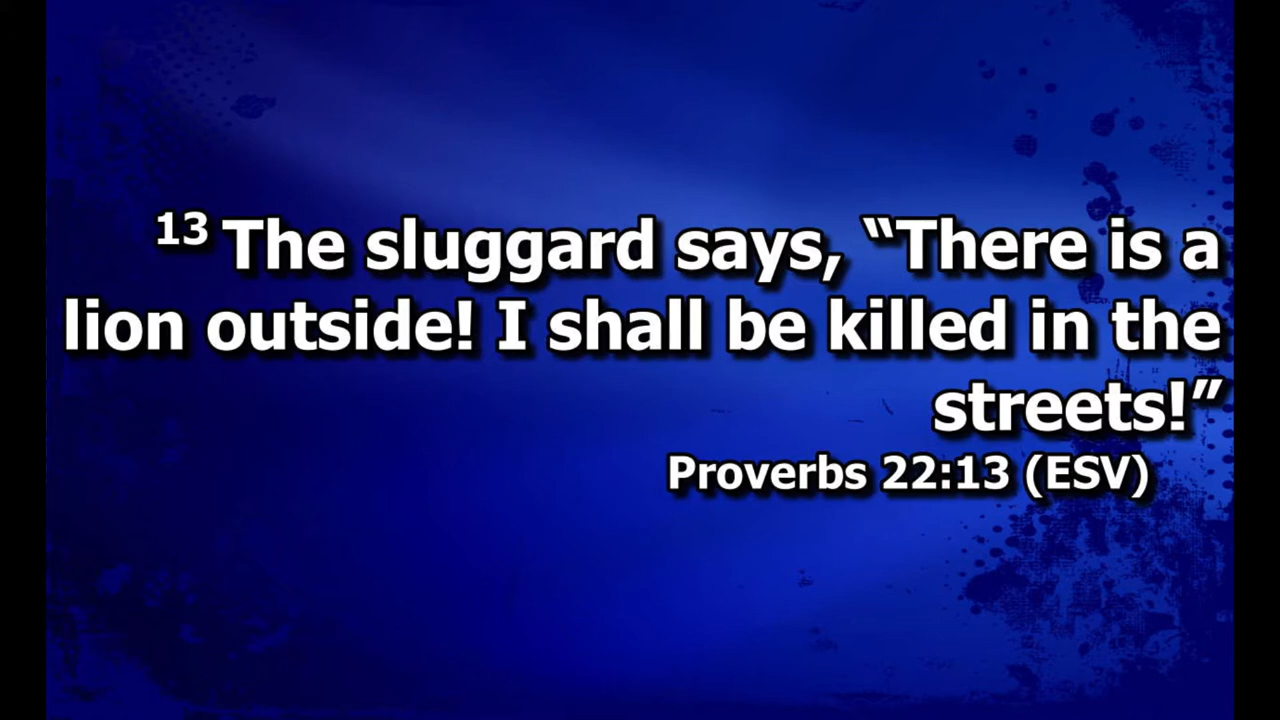 13 The sluggard says, “There is a
lion outside! I shall be killed in the
streets!”
Proverbs 22:13 (ESV)